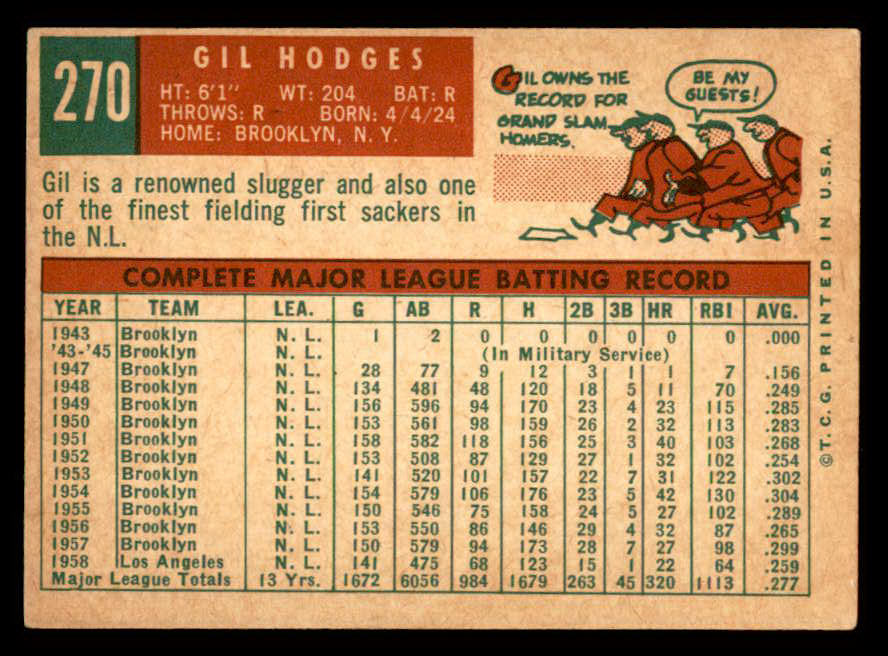 270
GIL HODGES
HT: 6'1" WT: 204 BAT: R
THROWS: R BORN: 4/4/24
HOME: BROOKLYN, N. Y.
GIL OWNS THE
RECORD FOR
GRAND SLAM
HOMERS.
BE MY
GUESTS!
Gil is a renowned slugger and also one
of the finest fielding first sackers in
the N.L.
COMPLETE MAJOR LEAGUE BATTING RECORD
YEAR TEAM LEA. G AB R H 2B 3B HR RBI AVG.
1943 Brooklyn N. L. 1 2 0 0 0 0 0 0 .000
'43-'45 Brooklyn N. L. (In Military Service)
1947 Brooklyn N. L. 28 77 9 12 3 1 1 7 .156
1948 Brooklyn N. L. 134 481 48 120 18 5 11 70 .249
1949 Brooklyn N. L. 156 596 94 170 23 4 23 115 .285
1950 Brooklyn N. L. 153 561 98 159 26 2 32 113 .283
1951 Brooklyn N. L. 158 582 118 156 25 3 40 103 .268
1952 Brooklyn N. L. 153 508 87 129 27 1 32 102 .254
1953 Brooklyn N. L. 141 520 101 157 22 7 31 122 .302
1954 Brooklyn N. L. 154 579 106 176 23 5 42 130 .304
1955 Brooklyn N. L. 150 546 75 158 24 5 27 102 .289
1956 Brooklyn N. L. 153 550 86 146 29 4 32 87 .265
1957 Brooklyn N. L. 150 579 94 173 28 7 27 98 .299
1958 Los Angeles N. L. 141 475 68 123 15 1 22 64 .259
Major League Totals 13 Yrs. 1672 6056 984 1679 263 45 320 1113 .277
©T.C.G. PRINTED IN U.S.A.